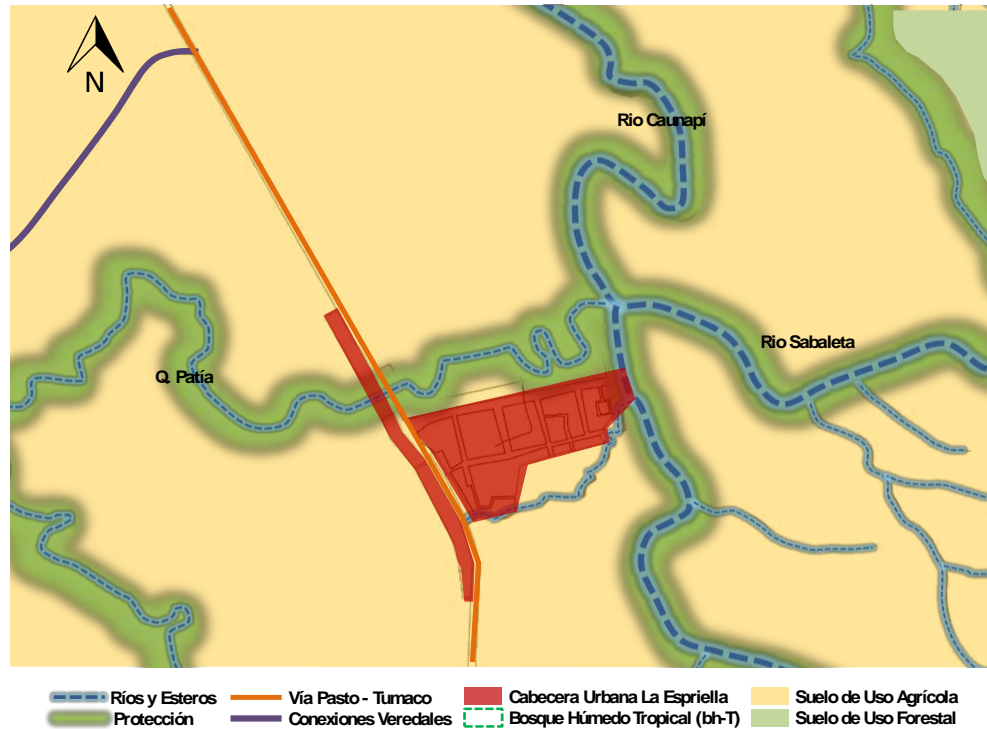 N
Rio Caunapí
Rio Sabaleta
Q. Patía
Ríos y Esteros
Vía Pasto - Tumaco
Cabecera Urbana La Espriella
Suelo de Uso Agrícola
Protección
Conexiones Veredales
Bosque Húmedo Tropical (bh-T)
Suelo de Uso Forestal